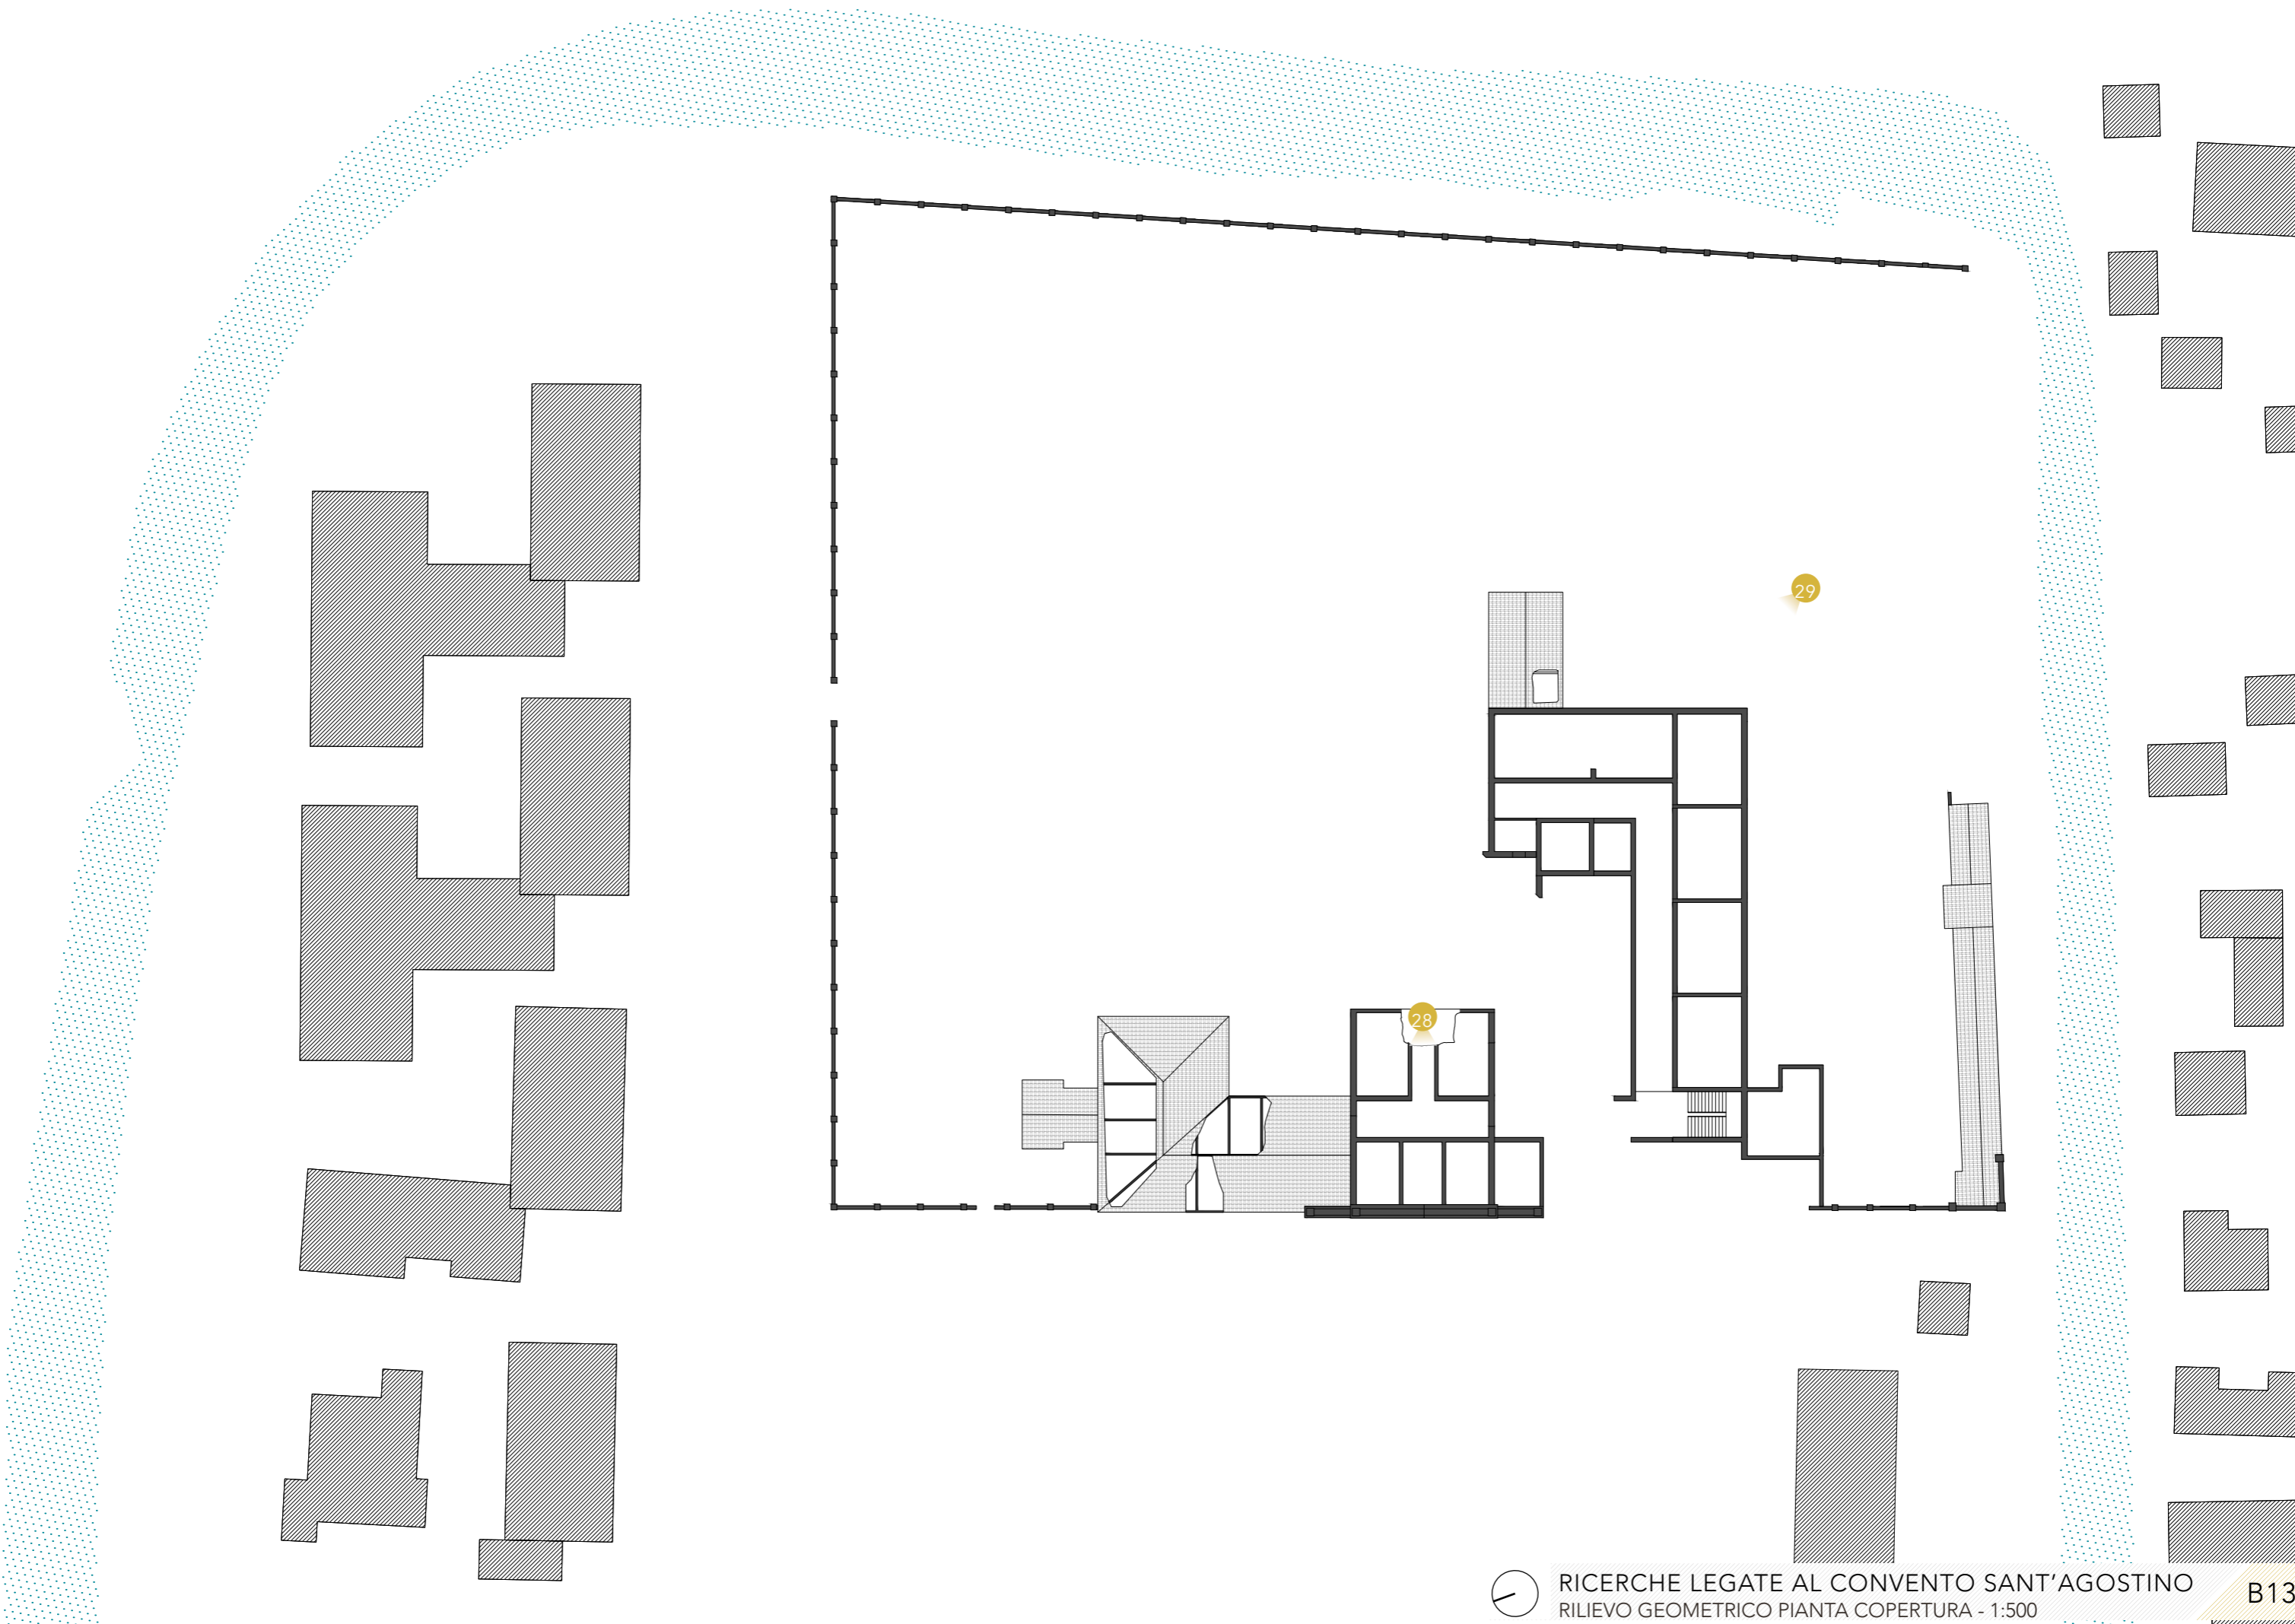 29
28
RICERCHE LEGATE AL CONVENTO SANT'AGOSTINO
RILIEVO GEOMETRICO PIANTA COPERTURA - 1:500
B13